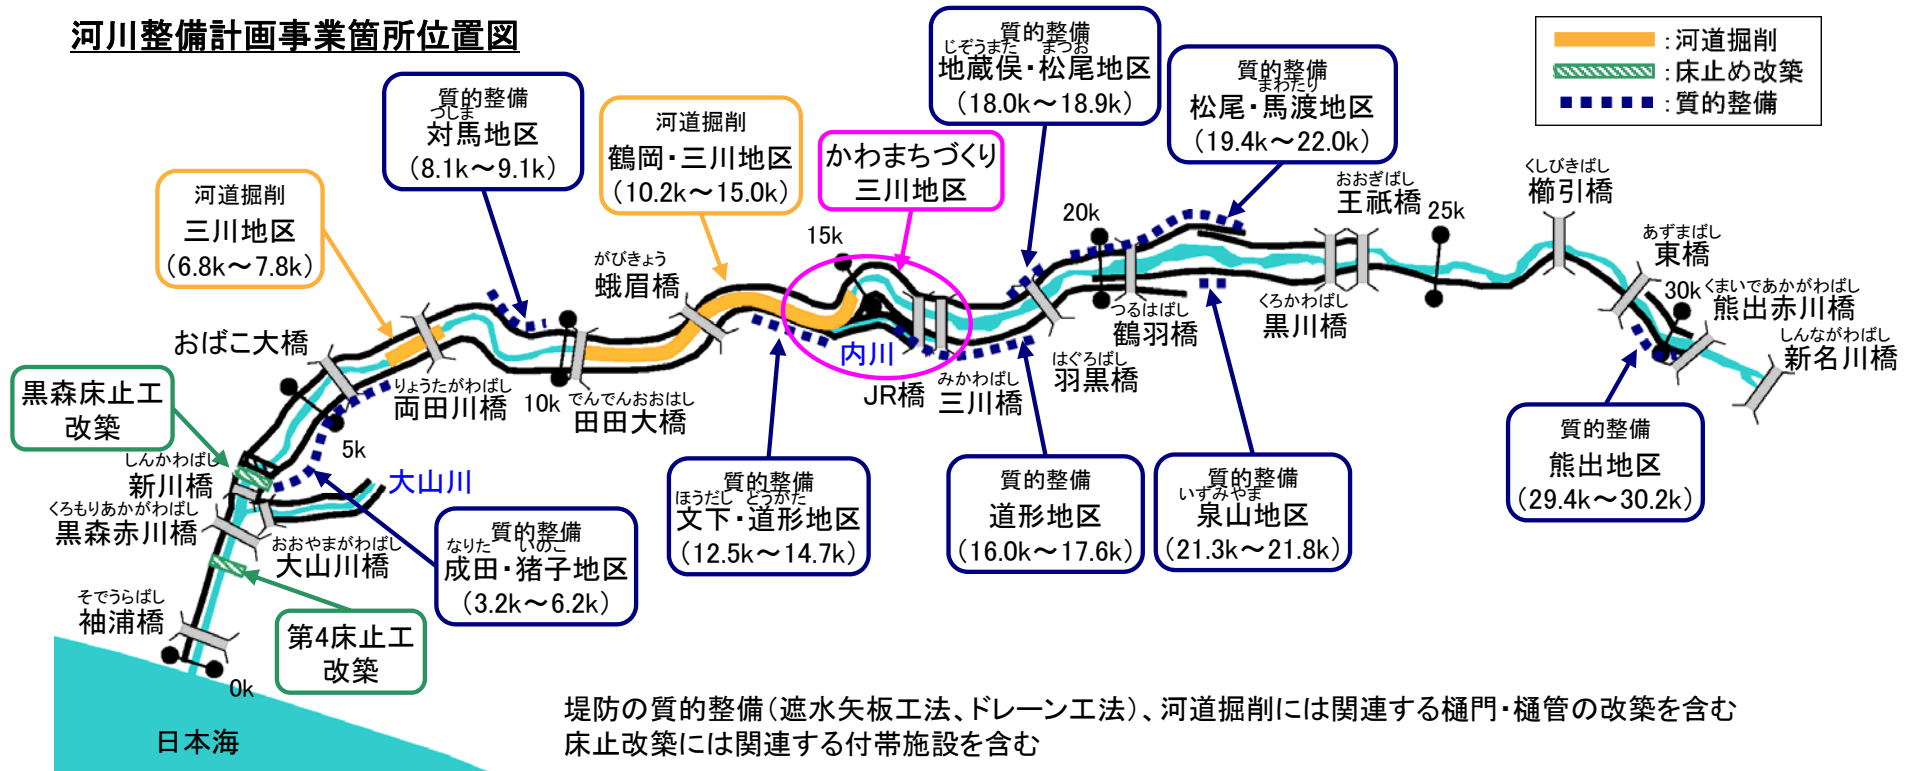 河川整備計画事業箇所位置図
:河道掘削
:床止め改築
:質的整備
河道掘削
三川地区
(6.8k～7.8k)
質的整備
つしま
対馬地区
(8.1k～9.1k)
河道掘削
鶴岡・三川地区
(10.2k～15.0k)
かわまちづくり
三川地区
質的整備
じぞうまた まつお
地蔵俣・松尾地区
(18.0k～18.9k)
質的整備
まわたり
松尾・馬渡地区
(19.4k～22.0k)
おおぎばし
王祇橋
25k
くしびきばし
櫛引橋
あずまばし
東橋
30k
くまいであかがわばし
熊出赤川橋
しんながわばし
新名川橋
20k
15k
がびきょう
蛾眉橋
つるはばし
鶴羽橋
くろかわばし
黒川橋
はぐろばし
羽黒橋
みかわばし
三川橋
JR橋
内川
おばこ大橋
りょうたがわばし
両田川橋
10k
でんでんおおはし
田田大橋
5k
黒森床止工
改築
しんかわばし
新川橋
くろもりあかがわばし
黒森赤川橋
大山川
おおやまがわばし
大山川橋
そでうらばし
袖浦橋
0k
第4床止工
改築
質的整備
なりた いのこ
成田・猪子地区
(3.2k～6.2k)
質的整備
ほうだし どうがた
文下・道形地区
(12.5k～14.7k)
質的整備
道形地区
(16.0k～17.6k)
質的整備
いずみやま
泉山地区
(21.3k～21.8k)
質的整備
熊出地区
(29.4k～30.2k)
日本海
堤防の質的整備(遮水矢板工法、ドレーン工法)、河道掘削には関連する樋門・樋管の改築を含む
床止改築には関連する付帯施設を含む